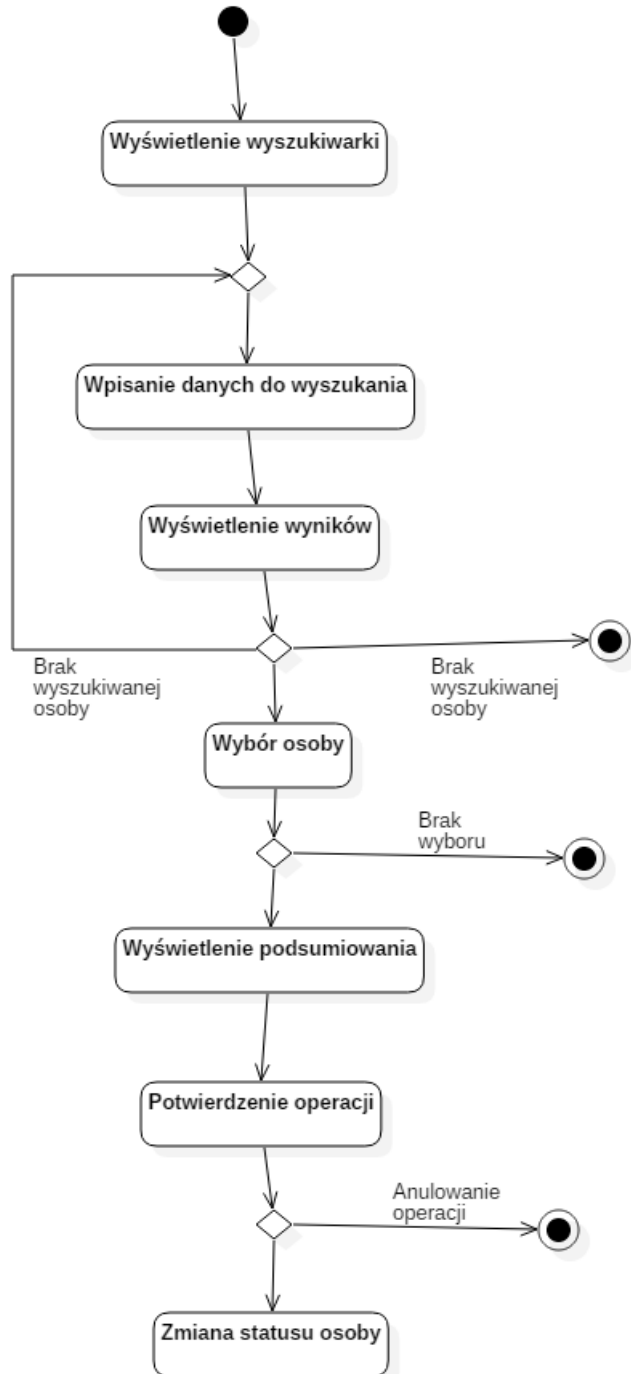 Wyświetlenie wyszukiwarki
Wpisanie danych do wyszukania
Wyświetlenie wyników
Brak
wyszukiwanej
osoby
Brak
wyszukiwanej
osoby
Wybór osoby
Brak
wyboru
Wyświetlenie podsumiowania
Potwierdzenie operacji
Anulowanie
operacji
Zmiana statusu osoby